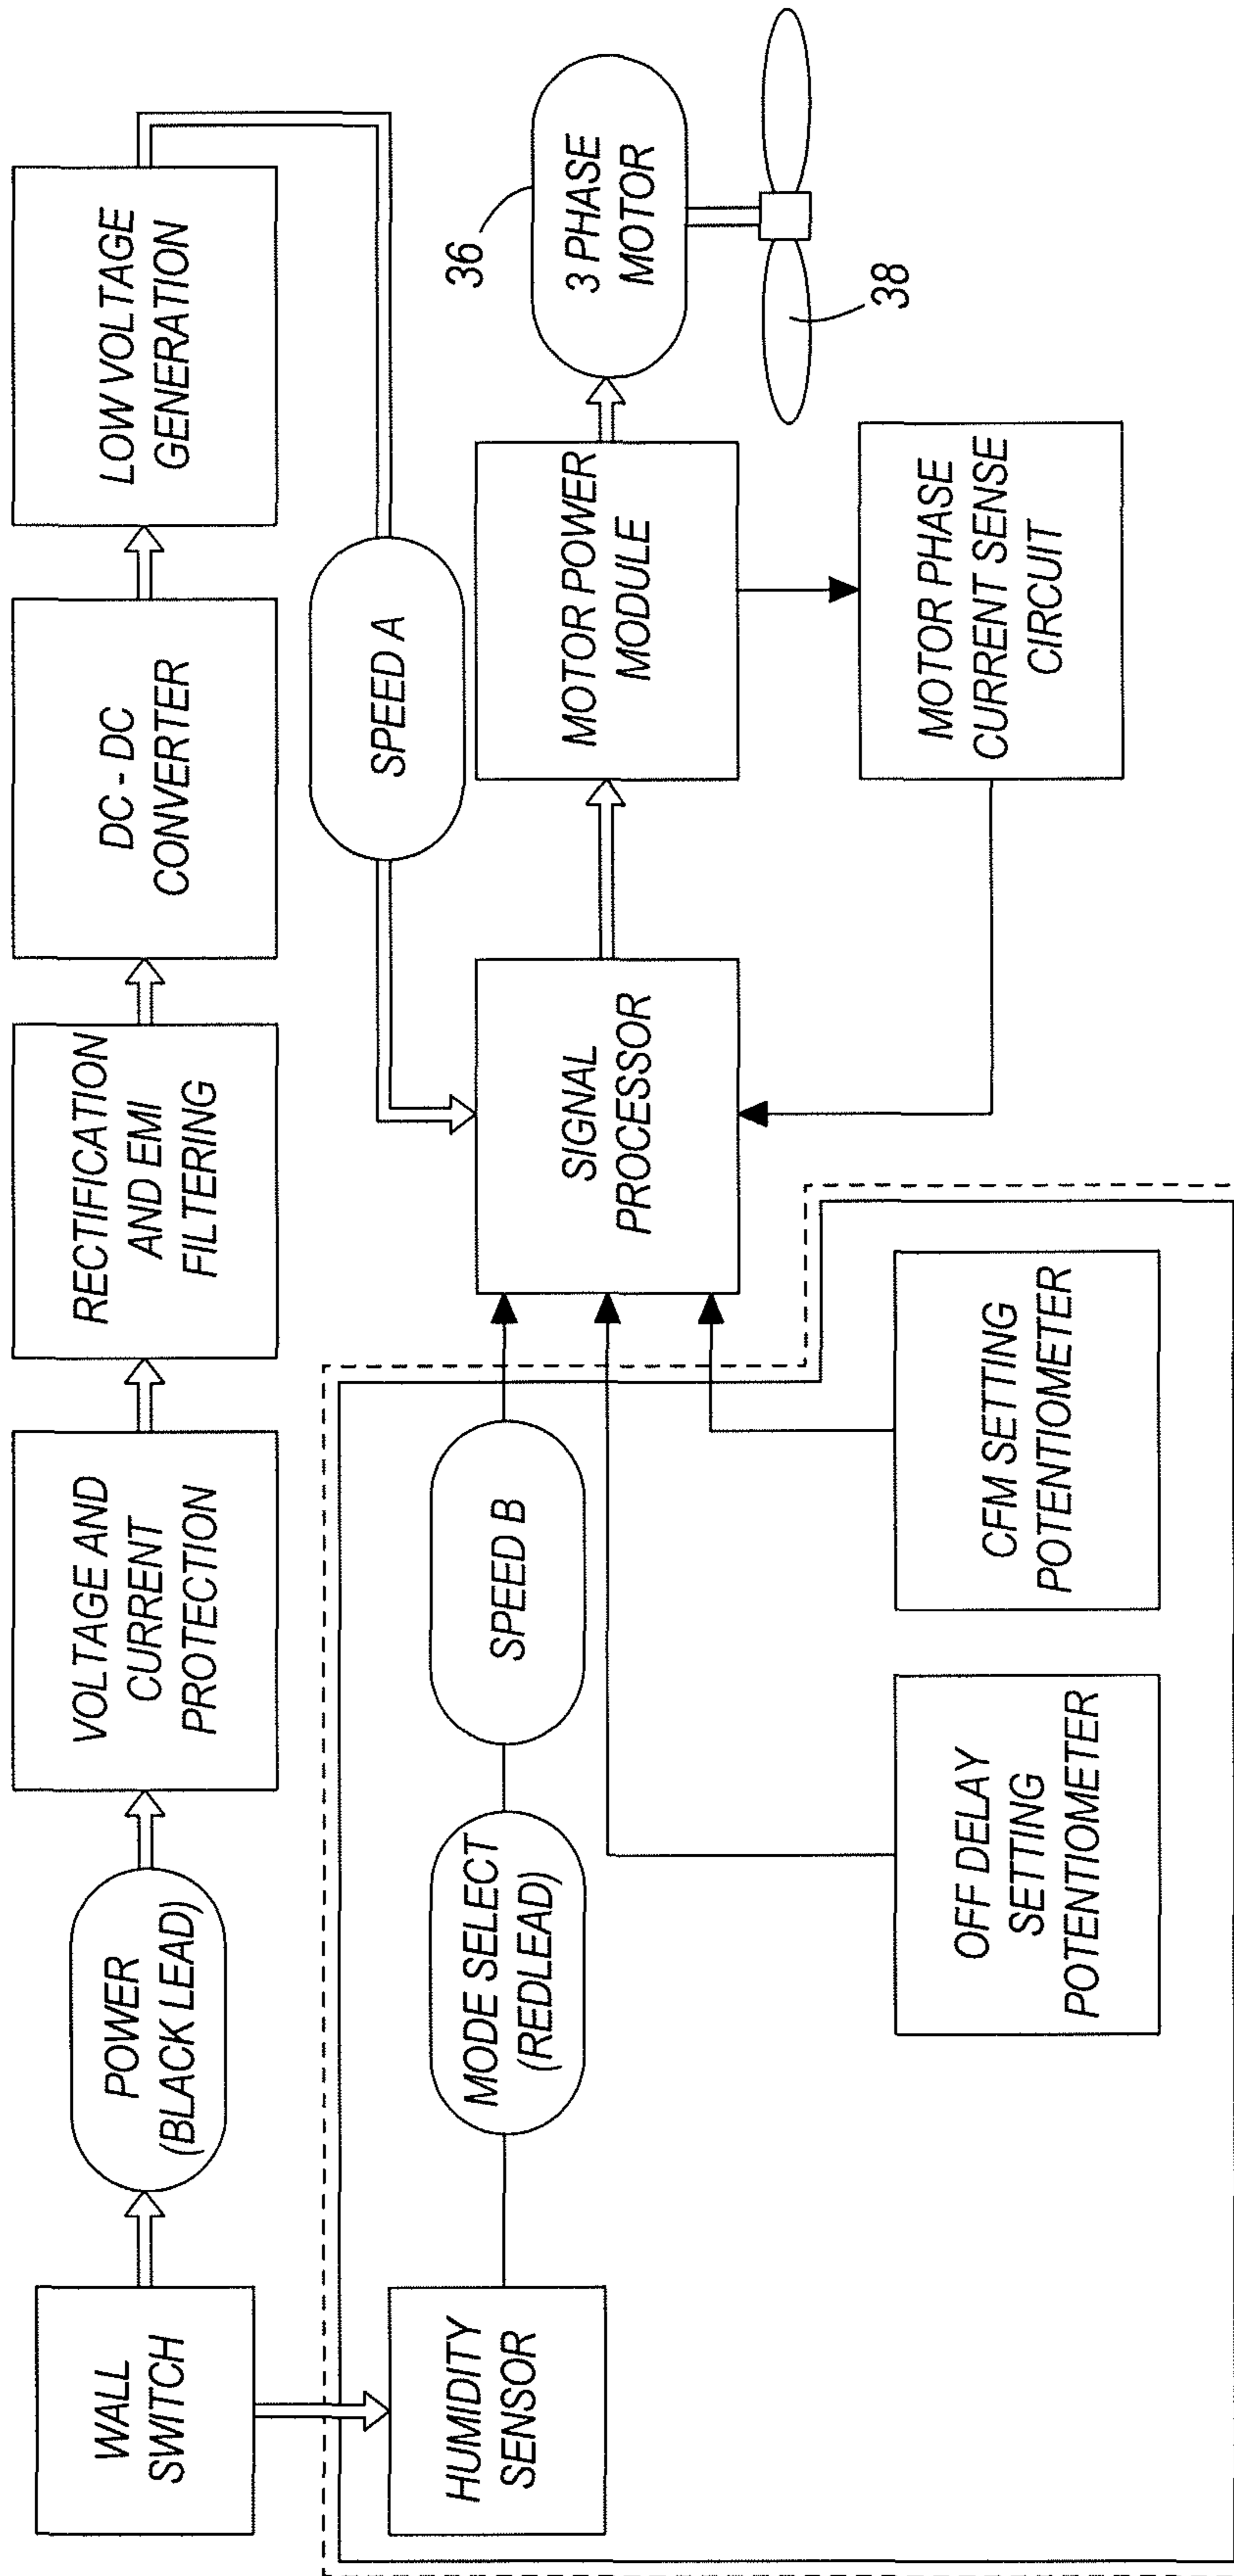 WALL
SWITCH
POWER
(BLACK LEAD)
VOLTAGE AND
CURRENT
PROTECTION
RECTIFICATION
AND EMI
FILTERING
DC - DC
CONVERTER
LOW VOLTAGE
GENERATION
SPEED A
HUMIDITY
SENSOR
MODE SELECT
(REDLEAD)
SPEED B
SIGNAL
PROCESSOR
MOTOR POWER
MODULE
36
3 PHASE
MOTOR
38
OFF DELAY
SETTING
POTENTIOMETER
CFM SETTING
POTENTIOMETER
MOTOR PHASE
CURRENT SENSE
CIRCUIT